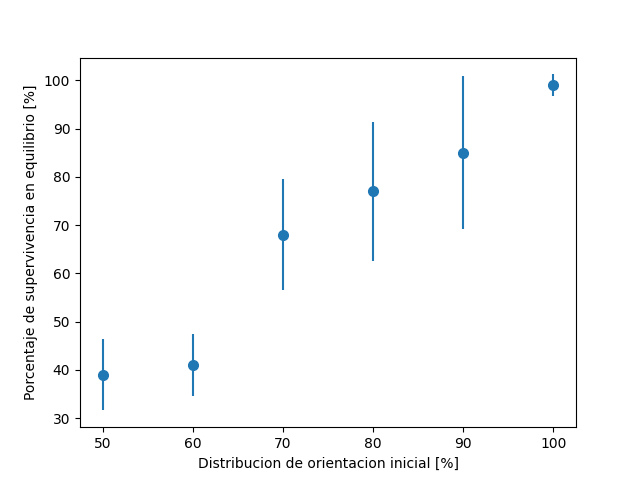 Porcentaje de supervivencia en equilibrio [%]
100
90
80
70
60
50
40
30
50 60 70 80 90 100
Distribucion de orientacion inicial [%]